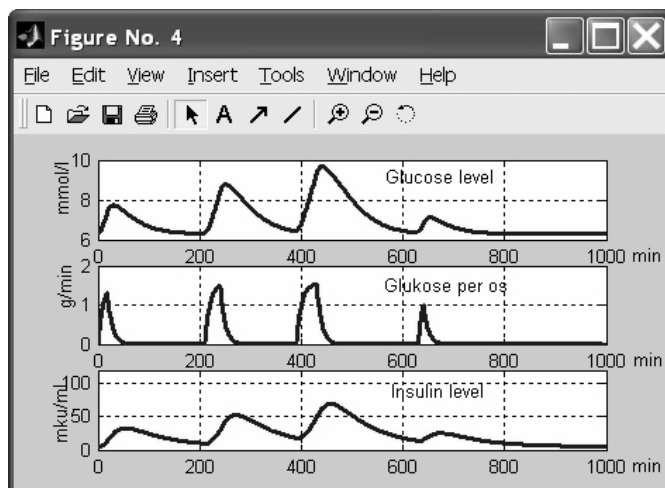 Figure No. 4
File Edit View Insert Tools Window Help
A
10
8
6
mmol/l
Glucose level
0 200 400 600 800 1000 min
2
1
0
g/min
Glukose per os
0 200 400 600 800 1000 min
100
50
0
mku/mL
Insulin level
0 200 400 600 800 1000 min